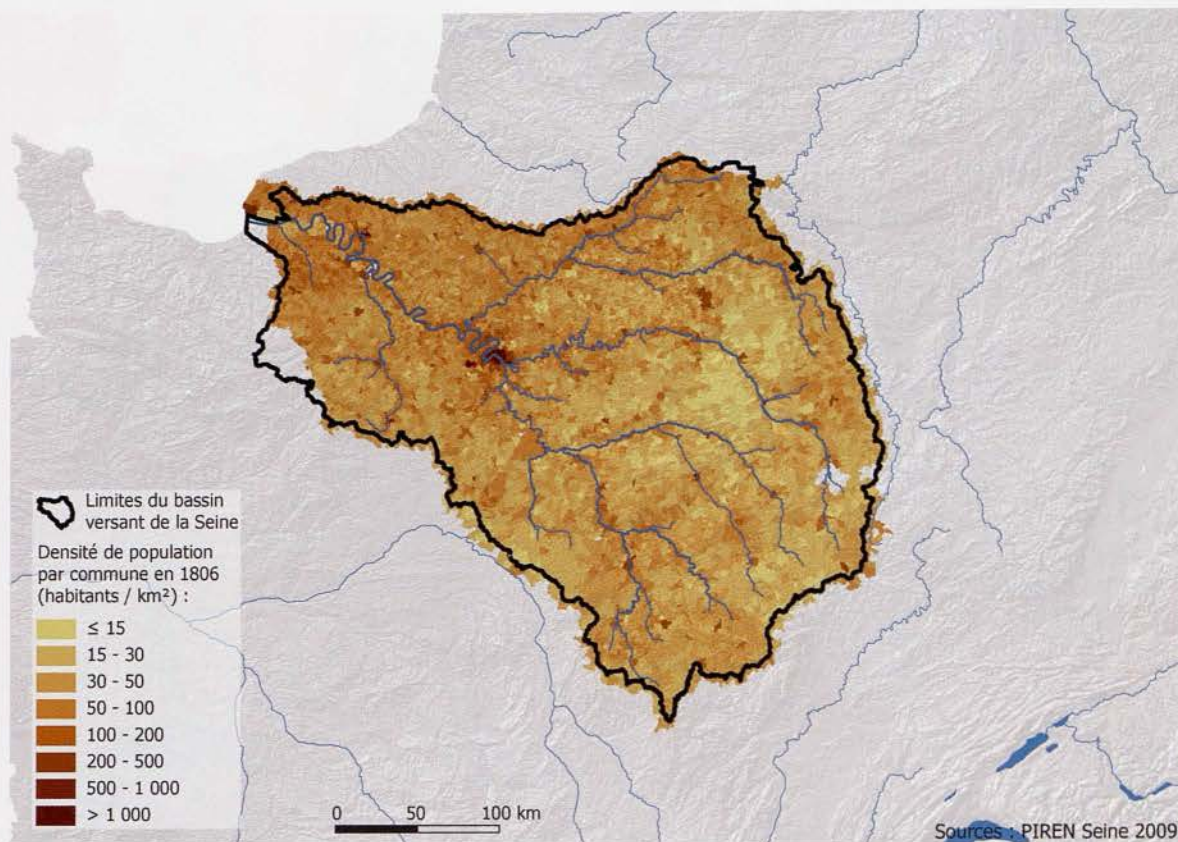 Limites du bassin
versant de la Seine
Densité de population
par commune en 1806
(habitants / km²) :
≤ 15
15 - 30
30 - 50
50 - 100
100 - 200
200 - 500
500 - 1 000
> 1 000
0 50 100 km
Sources : PIREN Seine 2009